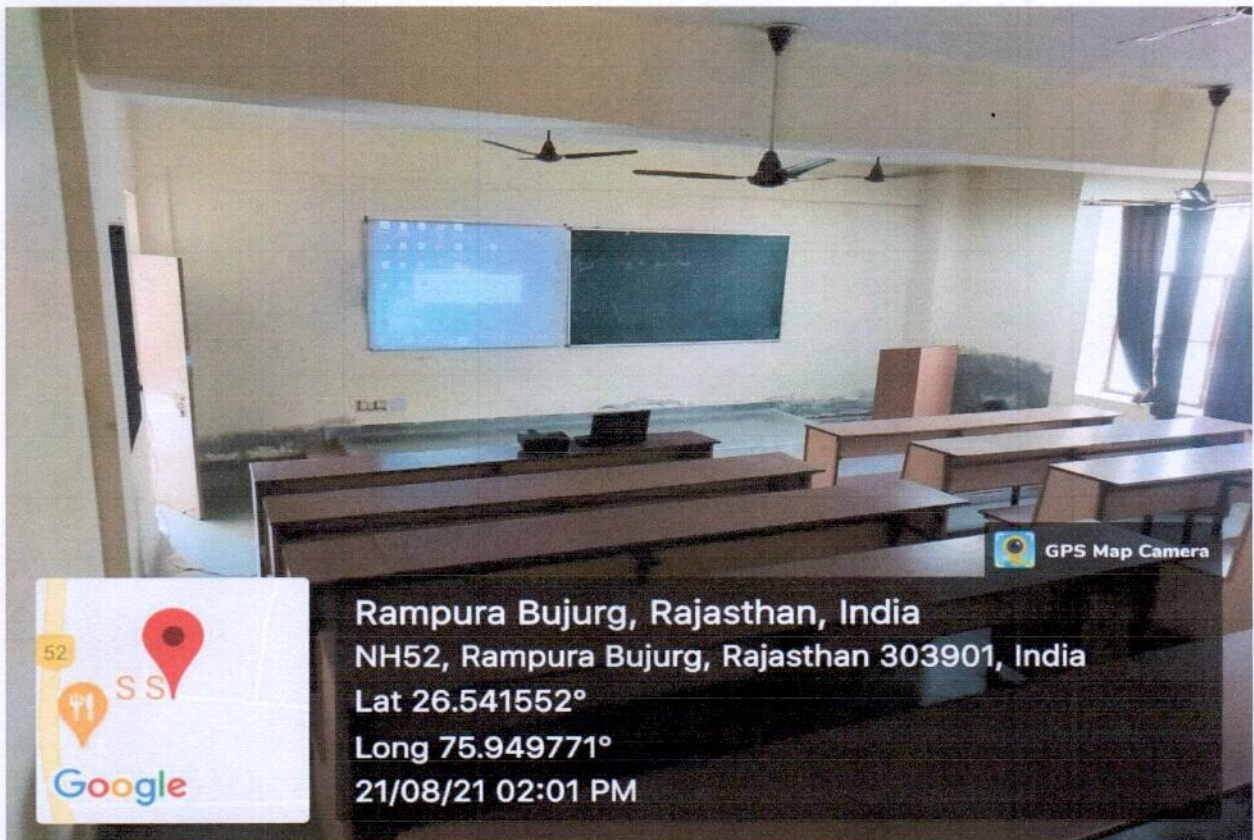 GPS Map Camera
Rampura Bujurg, Rajasthan, India
NH52, Rampura Bujurg, Rajasthan 303901, India
Lat 26.541552°
Long 75.949771°
21/08/21 02:01 PM
52
S S
Google